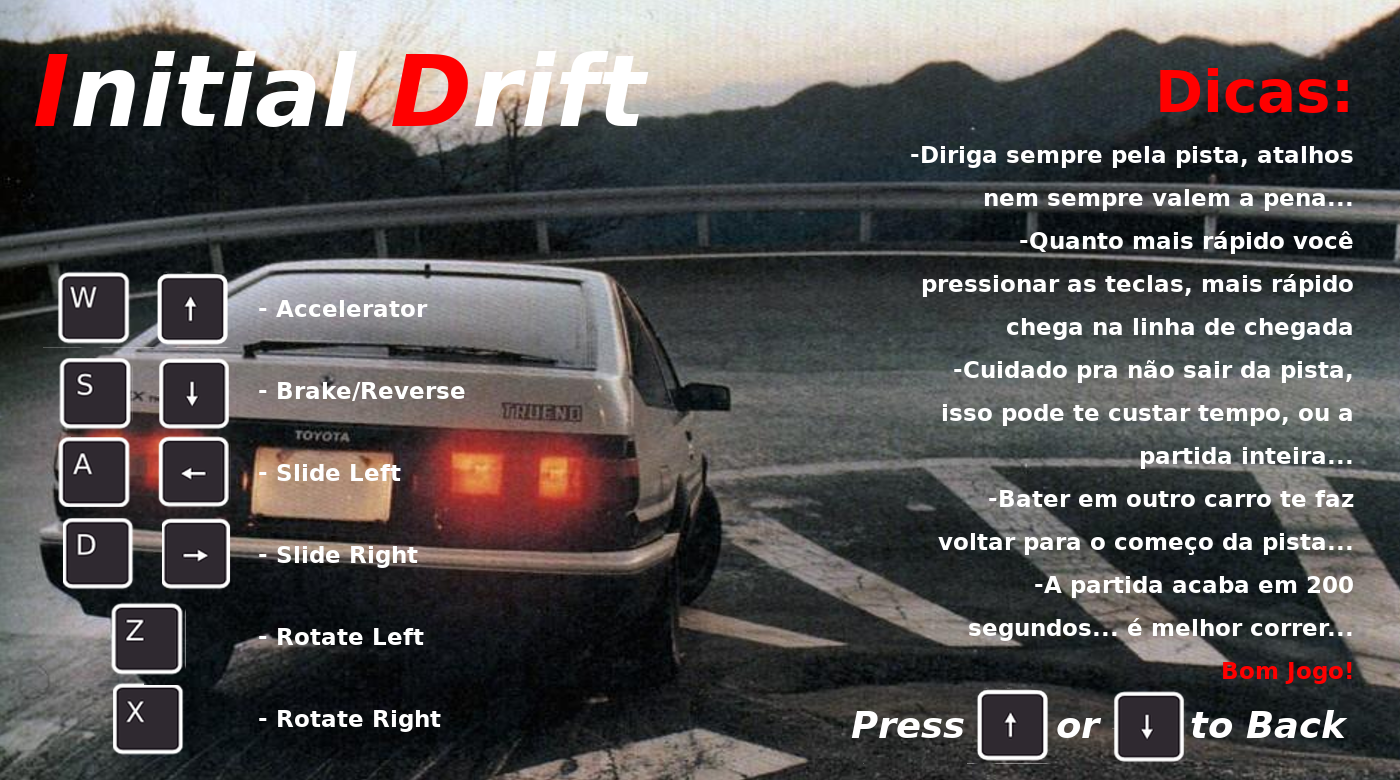 Initial Drift
W ↑ - Accelerator
S ↓ - Brake/Reverse
A ← - Slide Left
D → - Slide Right
Z - Rotate Left
X - Rotate Right
TRUENO
TOYOTA
Dicas:
-Diriga sempre pela pista, atalhos
nem sempre valem a pena...
-Quanto mais rápido você
pressionar as teclas, mais rápido
chega na linha de chegada
-Cuidado pra não sair da pista,
isso pode te custar tempo, ou a
partida inteira...
-Bater em outro carro te faz
voltar para o começo da pista...
-A partida acaba em 200
segundos... é melhor correr...
Bom Jogo!
Press ↑ or ↓ to Back